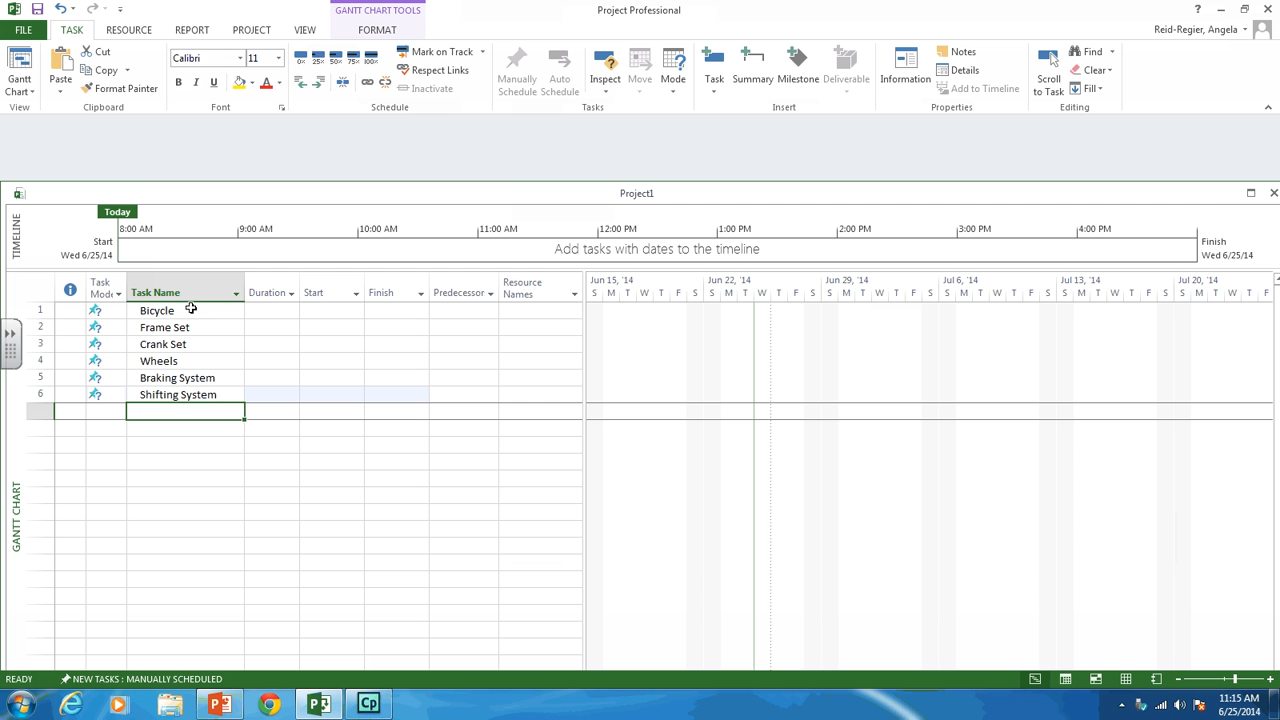 GANTT CHART TOOLS
Project Professional
FILE TASK RESOURCE REPORT PROJECT VIEW FORMAT
Reid-Regier, Angela
Gantt Chart
View
Paste
Cut
Copy
Format Painter
Clipboard
Calibri 11
B I U A
Font
0% 25% 50% 75% 100%
Mark on Track
Respect Links
Inactivate
Schedule
Manually Schedule
Auto Schedule
Inspect
Move
Mode
Tasks
Task
Summary
Milestone
Deliverable
Insert
Information
Notes
Details
Add to Timeline
Properties
Scroll to Task
Find
Clear
Fill
Editing
Project1
TIMELINE
Today
8:00 AM 9:00 AM 10:00 AM 11:00 AM 12:00 PM 1:00 PM 2:00 PM 3:00 PM 4:00 PM
Start
Wed 6/25/14
Add tasks with dates to the timeline
Finish
Wed 6/25/14
GANTT CHART
Task Mode Task Name Duration Start Finish Predecessor Resource Names
Jun 15, '14 Jun 22, '14 Jun 29, '14 Jul 6, '14 Jul 13, '14 Jul 20, '14
S M T W T F S S M T W T F S S M T W T F S S M T W T F S S M T W T F S S M T W T F
1 Bicycle
2 Frame Set
3 Crank Set
4 Wheels
5 Braking System
6 Shifting System
READY NEW TASKS : MANUALLY SCHEDULED
Cp
11:15 AM
6/25/2014